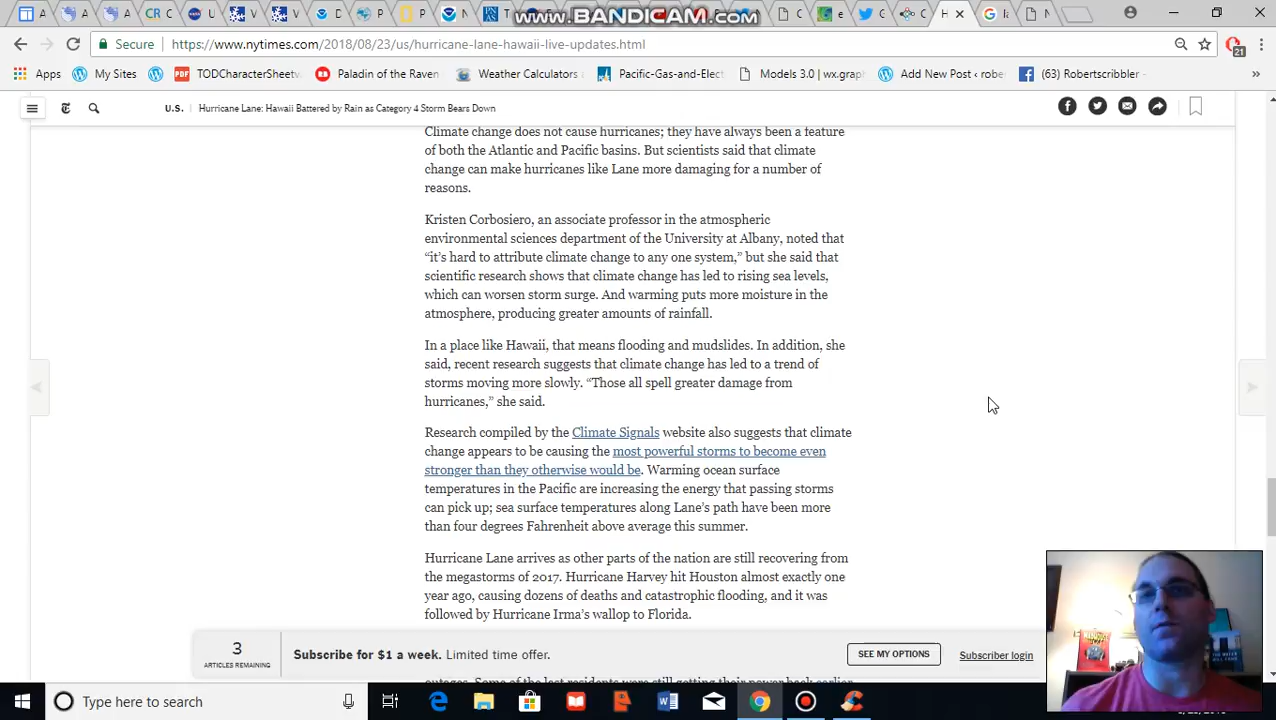 www.BANDICAM.com
Secure
https://www.nytimes.com/2018/08/23/us/hurricane-lane-hawaii-live-updates.html
21
Apps
My Sites
TODCharacterSheet
Paladin of the Raven
Weather Calculators
Pacific-Gas-and-Elect
Models 3.0 | wx.grap
Add New Post ‹ robe
(63) Robertscribbler
U.S.
Hurricane Lane: Hawaii Battered by Rain as Category 4 Storm Bears Down
Climate change does not cause hurricanes; they have always been a feature
of both the Atlantic and Pacific basins. But scientists said that climate
change can make hurricanes like Lane more damaging for a number of
reasons.
Kristen Corbosiero, an associate professor in the atmospheric
environmental sciences department of the University at Albany, noted that
“it’s hard to attribute climate change to any one system,” but she said that
scientific research shows that climate change has led to rising sea levels,
which can worsen storm surge. And warming puts more moisture in the
atmosphere, producing greater amounts of rainfall.
In a place like Hawaii, that means flooding and mudslides. In addition, she
said, recent research suggests that climate change has led to a trend of
storms moving more slowly. “Those all spell greater damage from
hurricanes,” she said.
Research compiled by the Climate Signals website also suggests that climate
change appears to be causing the most powerful storms to become even
stronger than they otherwise would be. Warming ocean surface
temperatures in the Pacific are increasing the energy that passing storms
can pick up; sea surface temperatures along Lane’s path have been more
than four degrees Fahrenheit above average this summer.
Hurricane Lane arrives as other parts of the nation are still recovering from
the megastorms of 2017. Hurricane Harvey hit Houston almost exactly one
year ago, causing dozens of deaths and catastrophic flooding, and it was
followed by Hurricane Irma’s wallop to Florida.
3
ARTICLES REMAINING
Subscribe for $1 a week. Limited time offer.
SEE MY OPTIONS
Subscriber login
outages. Some of the last residents were still getting their power back earlier
Type here to search